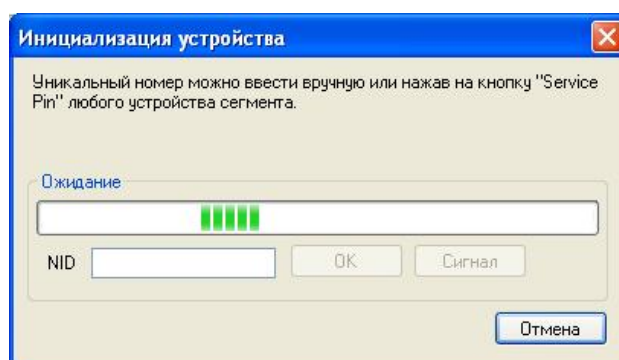 Инициализация устройства
Уникальный номер можно ввести вручную или нажав на кнопку "Service
Pin" любого устройства сегмента.
Ожидание
NID OK Сигнал
Отмена